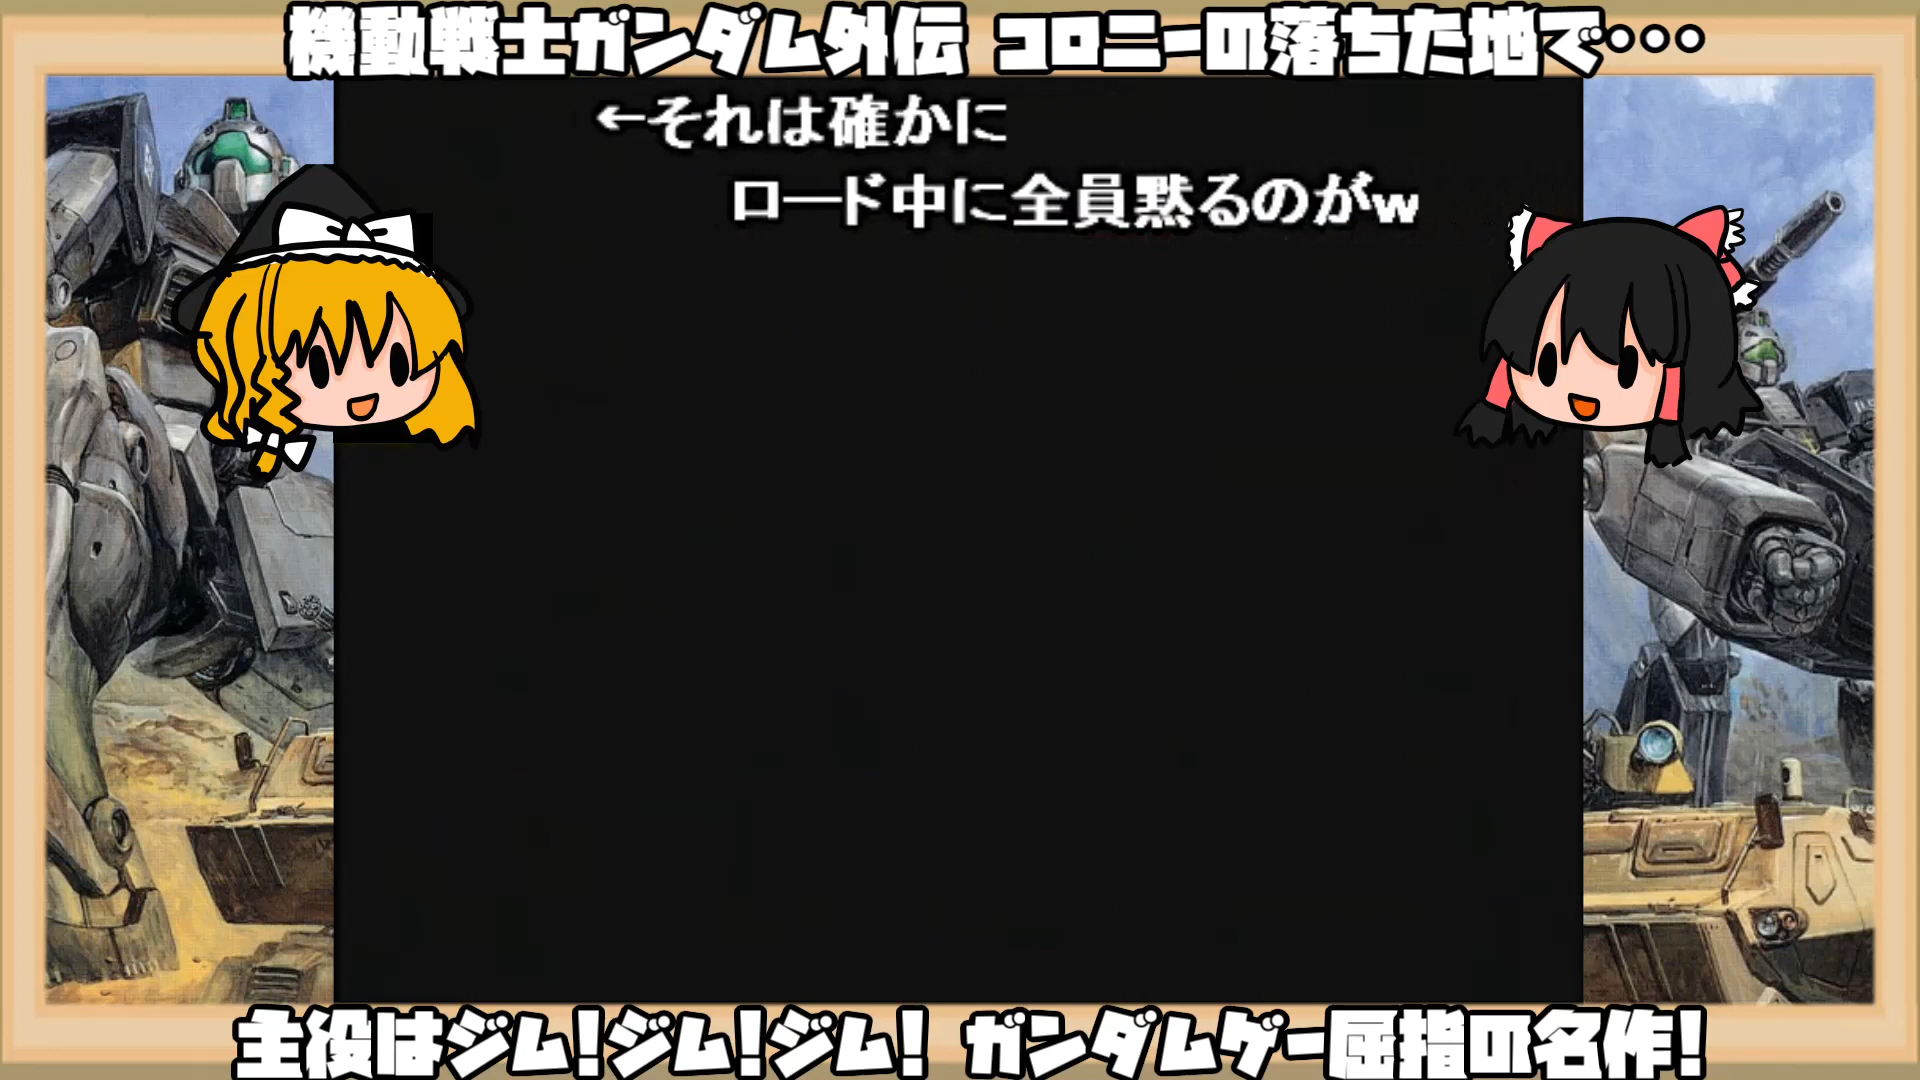 機動戦士ガンダム外伝 コロニーの落ちた地で・・・
←それは確かに
ロード中に全員黙るのがw
主役はジム!ジム!ジム! ガンダムゲー屈指の名作!